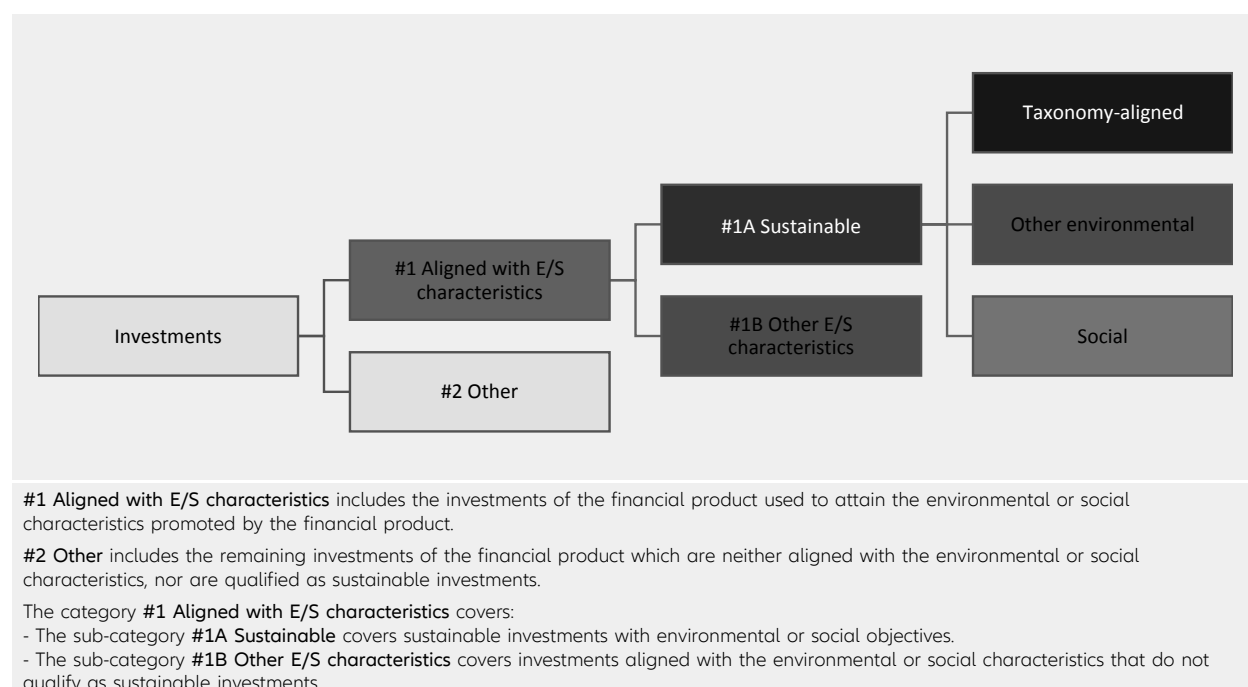 Taxonomy-aligned
#1A Sustainable
Other environmental
#1 Aligned with E/S
characteristics
Investments
#1B Other E/S
characteristics
Social
#2 Other
#1 Aligned with E/S characteristics includes the investments of the financial product used to attain the environmental or social
characteristics promoted by the financial product.
#2 Other includes the remaining investments of the financial product which are neither aligned with the environmental or social
characteristics, nor are qualified as sustainable investments.
The category #1 Aligned with E/S characteristics covers:
- The sub-category #1A Sustainable covers sustainable investments with environmental or social objectives.
- The sub-category #1B Other E/S characteristics covers investments aligned with the environmental or social characteristics that do not
qualify as sustainable investments.